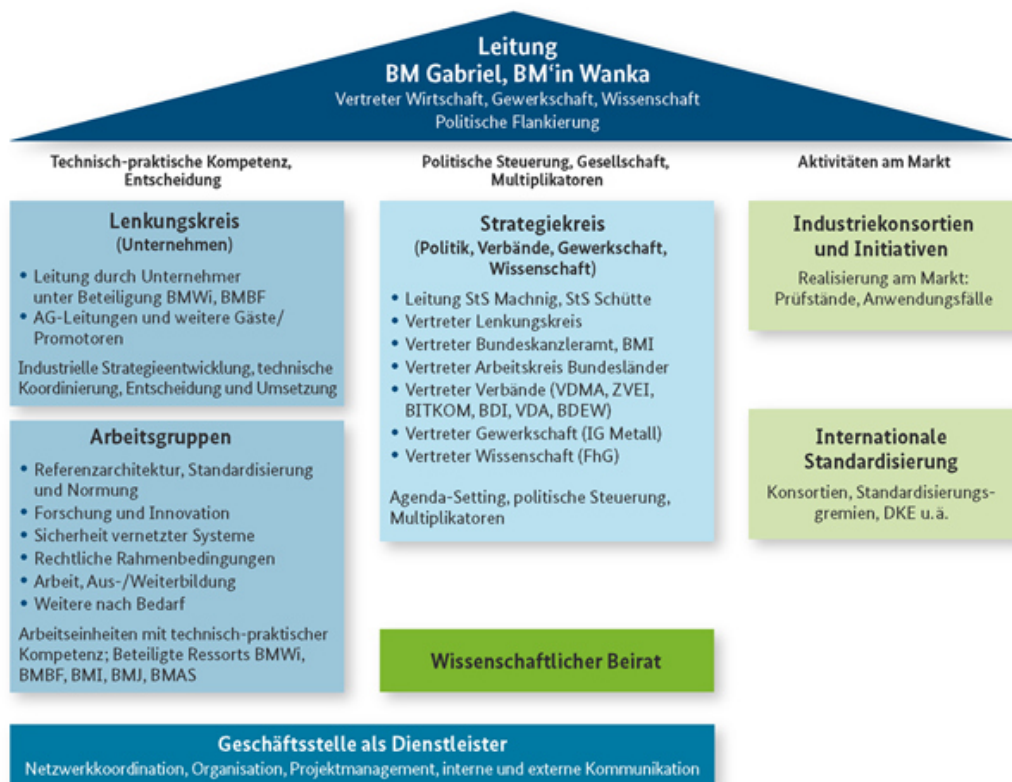 Leitung
BM Gabriel, BM‘in Wanka
Vertreter Wirtschaft, Gewerkschaft, Wissenschaft
Politische Flankierung
Technisch-praktische Kompetenz,
Entscheidung
Lenkungskreis
(Unternehmen)
• Leitung durch Unternehmer
unter Beteiligung BMWi, BMBF
• AG-Leitungen und weitere Gäste/
Promotoren
Industrielle Strategieentwicklung, technische
Koordinierung, Entscheidung und Umsetzung
Arbeitsgruppen
• Referenzarchitektur, Standardisierung
und Normung
• Forschung und Innovation
• Sicherheit vernetzter Systeme
• Rechtliche Rahmenbedingungen
• Arbeit, Aus-/Weiterbildung
• Weitere nach Bedarf
Arbeitseinheiten mit technisch-praktischer
Kompetenz; Beteiligte Ressorts BMWi,
BMBF, BMI, BMJ, BMAS
Politische Steuerung, Gesellschaft,
Multiplikatoren
Strategiekreis
(Politik, Verbände, Gewerkschaft,
Wissenschaft)
• Leitung StS Machnig, StS Schütte
• Vertreter Lenkungskreis
• Vertreter Bundeskanzleramt, BMI
• Vertreter Arbeitskreis Bundesländer
• Vertreter Verbände (VDMA, ZVEI,
BITKOM, BDI, VDA, BDEW)
• Vertreter Gewerkschaft (IG Metall)
• Vertreter Wissenschaft (FhG)
Agenda-Setting, politische Steuerung,
Multiplikatoren
Wissenschaftlicher Beirat
Aktivitäten am Markt
Industriekonsortien
und Initiativen
Realisierung am Markt:
Prüfstände, Anwendungsfälle
Internationale
Standardisierung
Konsortien, Standardisierungs-
gremien, DKE u.ä.
Geschäftsstelle als Dienstleister
Netzwerkkoordination, Organisation, Projektmanagement, interne und externe Kommunikation